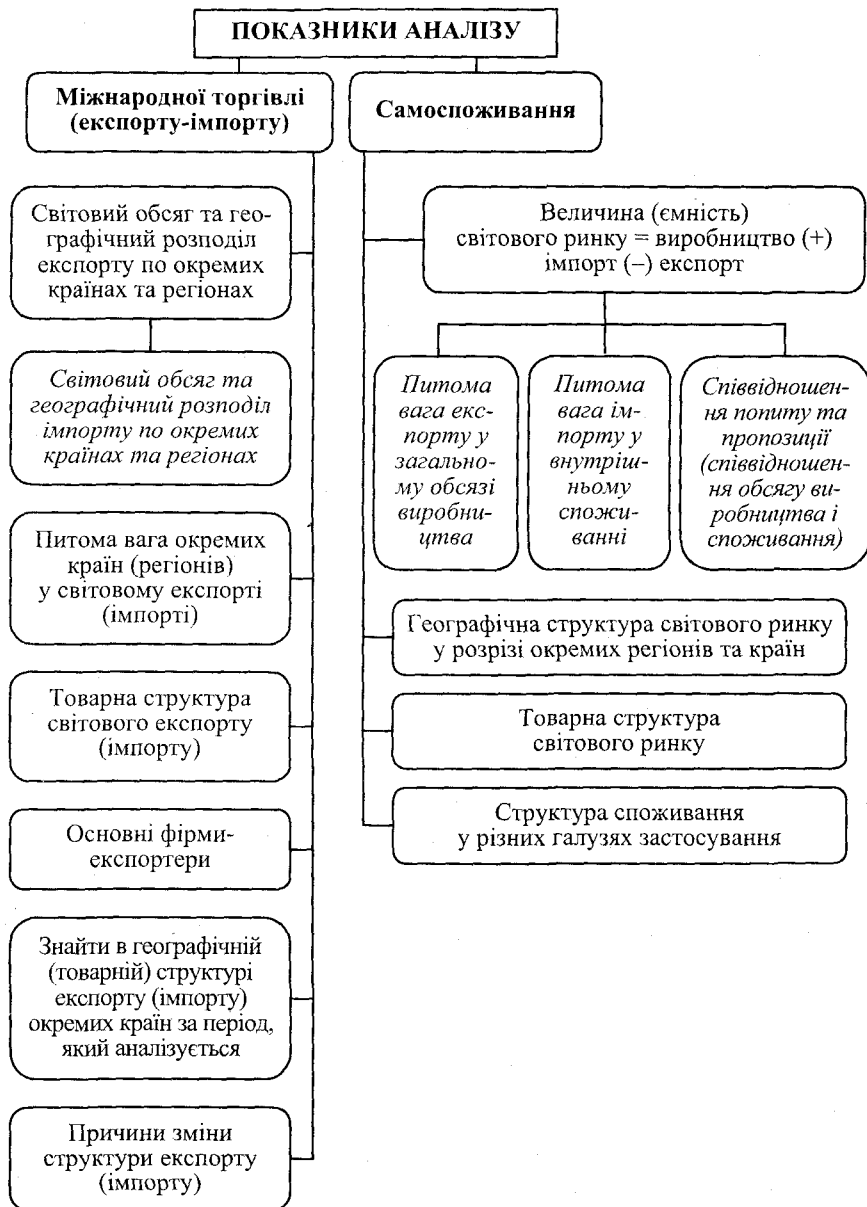 ПОКАЗНИКИ АНАЛІЗУ
Міжнародної торгівлі
(експорту-імпорту)
Світовий обсяг та гео-
графічний розподіл
експорту по окремих
країнах та регіонах
Світовий обсяг та
географічний розподіл
імпорту по окремих
країнах та регіонах
Питома вага окремих
країн (регіонів)
у світовому експорті
(імпорті)
Товарна структура
світового експорту
(імпорту)
Основні фірми-
експортери
Знайти в географічній
(товарній) структурі
експорту (імпорту)
окремих країн за період,
який аналізується
Причини зміни
структури експорту
(імпорту)
Самоспоживання
Величина (ємність)
світового ринку = виробництво (+)
імпорт (–) експорт
Питома
вага екс-
порту у
загально-
му обсязі
виробни-
цтва
Питома
вага ім-
порту у
внутріш-
ньому
спожи-
ванні
Співвідношен-
ня попиту та
пропозиції
(співвідношен-
ня обсягу ви-
робництва і
споживання)
Географічна структура світового ринку
у розрізі окремих регіонів та країн
Товарна структура
світового ринку
Структура споживання
у різних галузях застосування